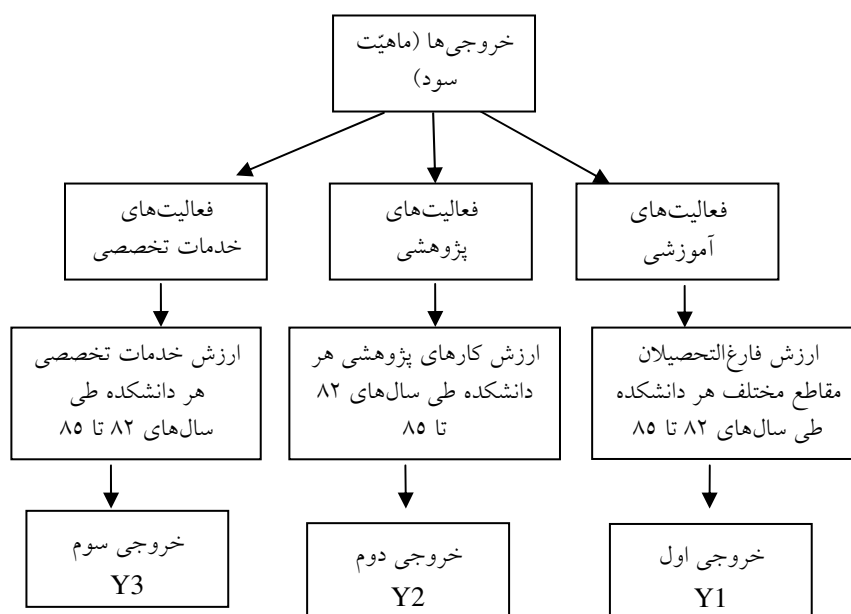 خروجی‌ها (ماهیّت
سود)
فعالیت‌های
آموزشی
فعالیت‌های
پژوهشی
فعالیت‌های
خدمات تخصصی
ارزش فارغ‌التحصیلان
مقاطع مختلف هر دانشکده
طی سال‌های ۸۲ تا ۸۵
ارزش کارهای پژوهشی هر
دانشکده طی سال‌های ۸۲
تا ۸۵
ارزش خدمات تخصصی
هر دانشکده طی
سال‌های ۸۲ تا ۸۵
خروجی اول
Y1
خروجی دوم
Y2
خروجی سوم
Y3